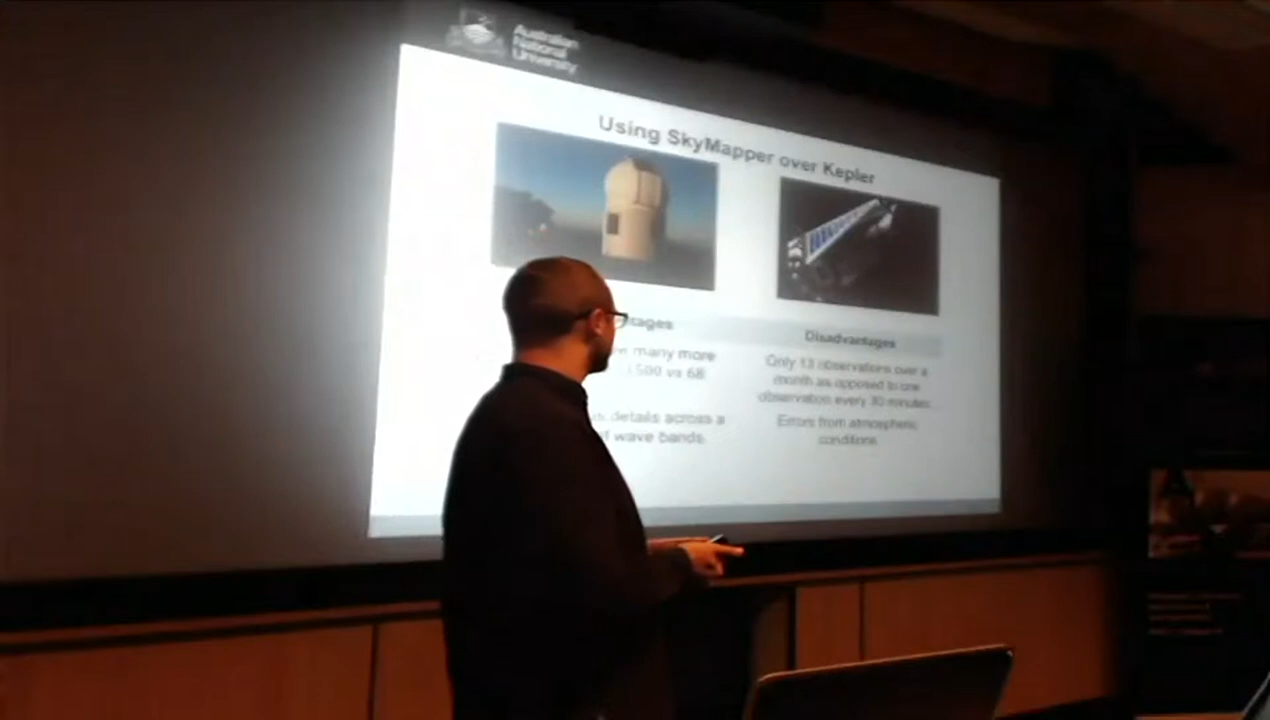 Australian
National
University
Using SkyMapper over Kepler
tages
many more
vs 68
details across a
wave bands.
Disadvantages
Only 13 observations over a
month as opposed to one
observation every 30 minutes
Errors from atmospheric
conditions